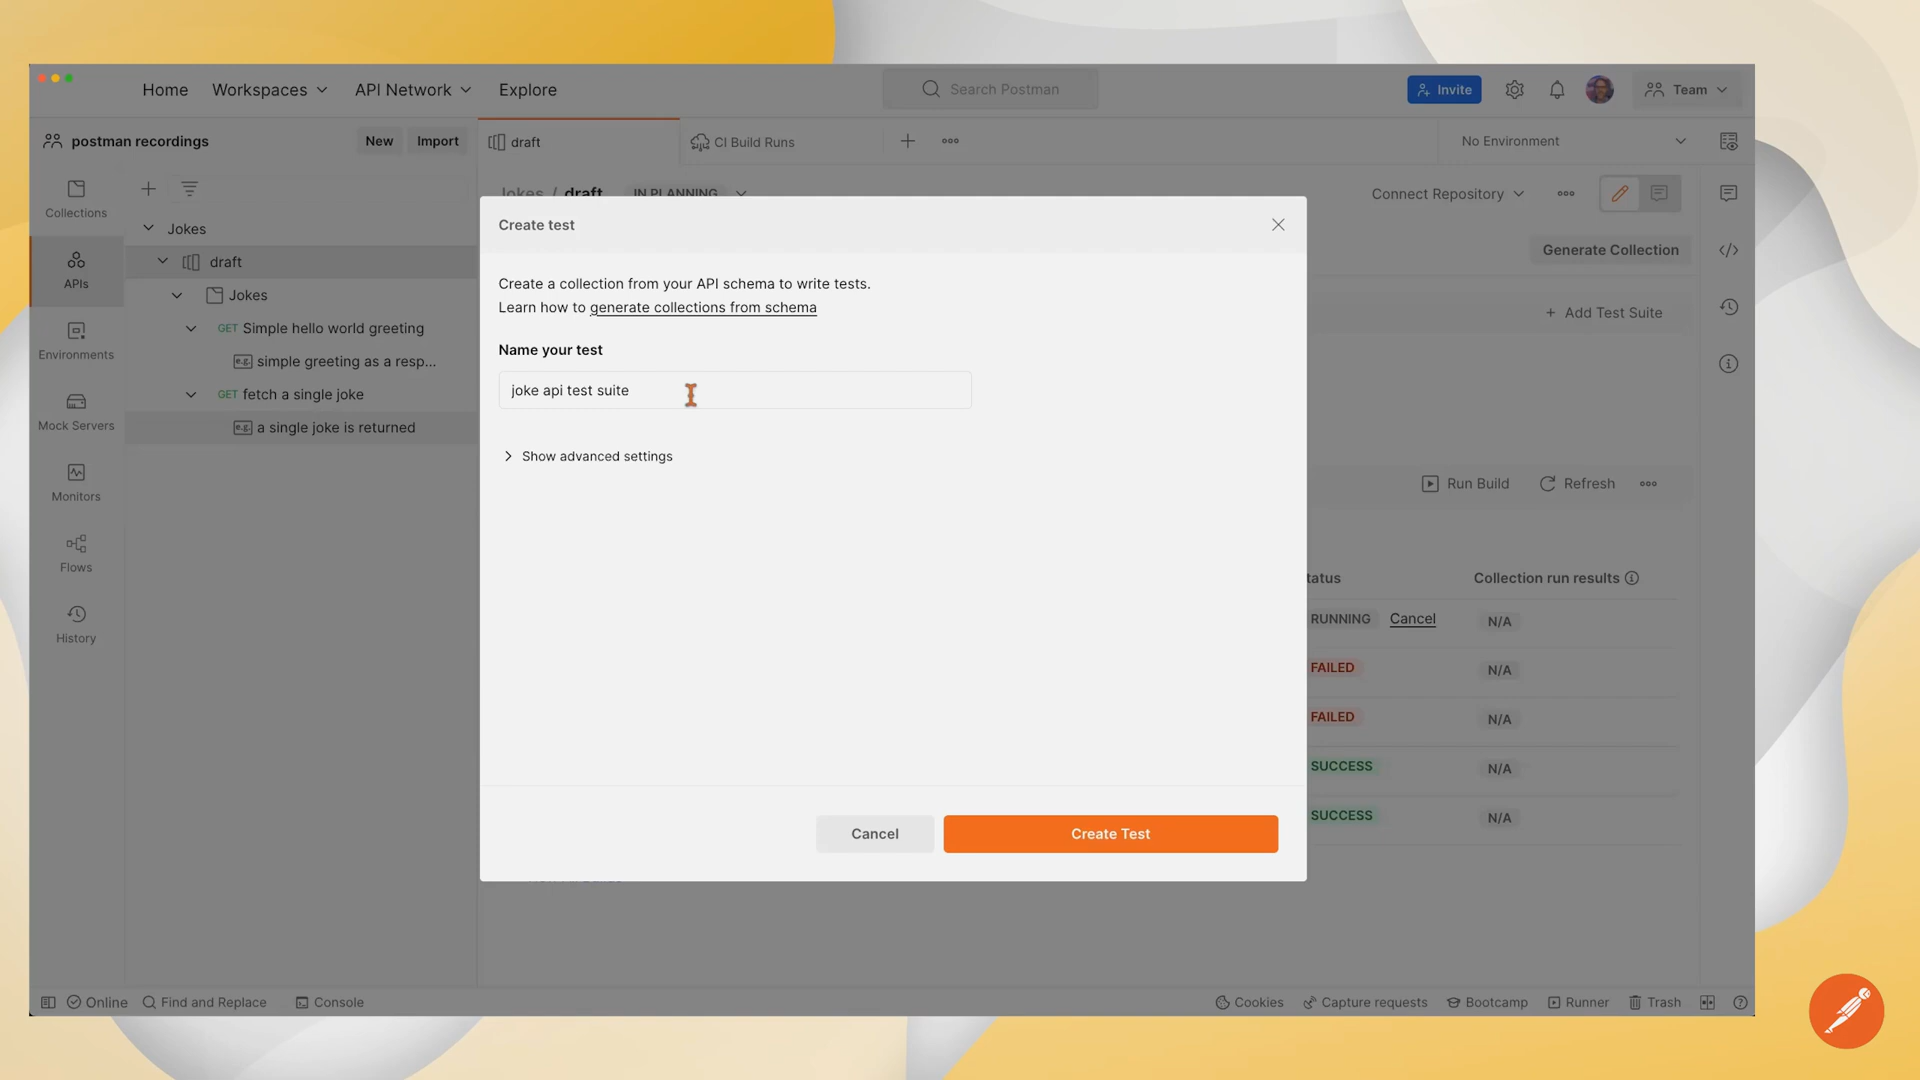 Home
Workspaces
API Network
Explore
Search Postman
Invite
Team
postman recordings
New
Import
draft
CI Build Runs
No Environment
Collections
APIs
Environments
Mock Servers
Monitors
Flows
History
Jokes
draft
Jokes
GET Simple hello world greeting
e.g. simple greeting as a resp...
GET fetch a single joke
e.g. a single joke is returned
Jokes / draft IN PLANNING
Connect Repository
Generate Collection
+ Add Test Suite
Run Build
Refresh
Create test
Create a collection from your API schema to write tests.
Learn how to generate collections from schema
Name your test
joke api test suite
Show advanced settings
Cancel
Create Test
tatus
Collection run results
RUNNING Cancel N/A
FAILED N/A
FAILED N/A
SUCCESS N/A
SUCCESS N/A
Online
Find and Replace
Console
Cookies
Capture requests
Bootcamp
Runner
Trash